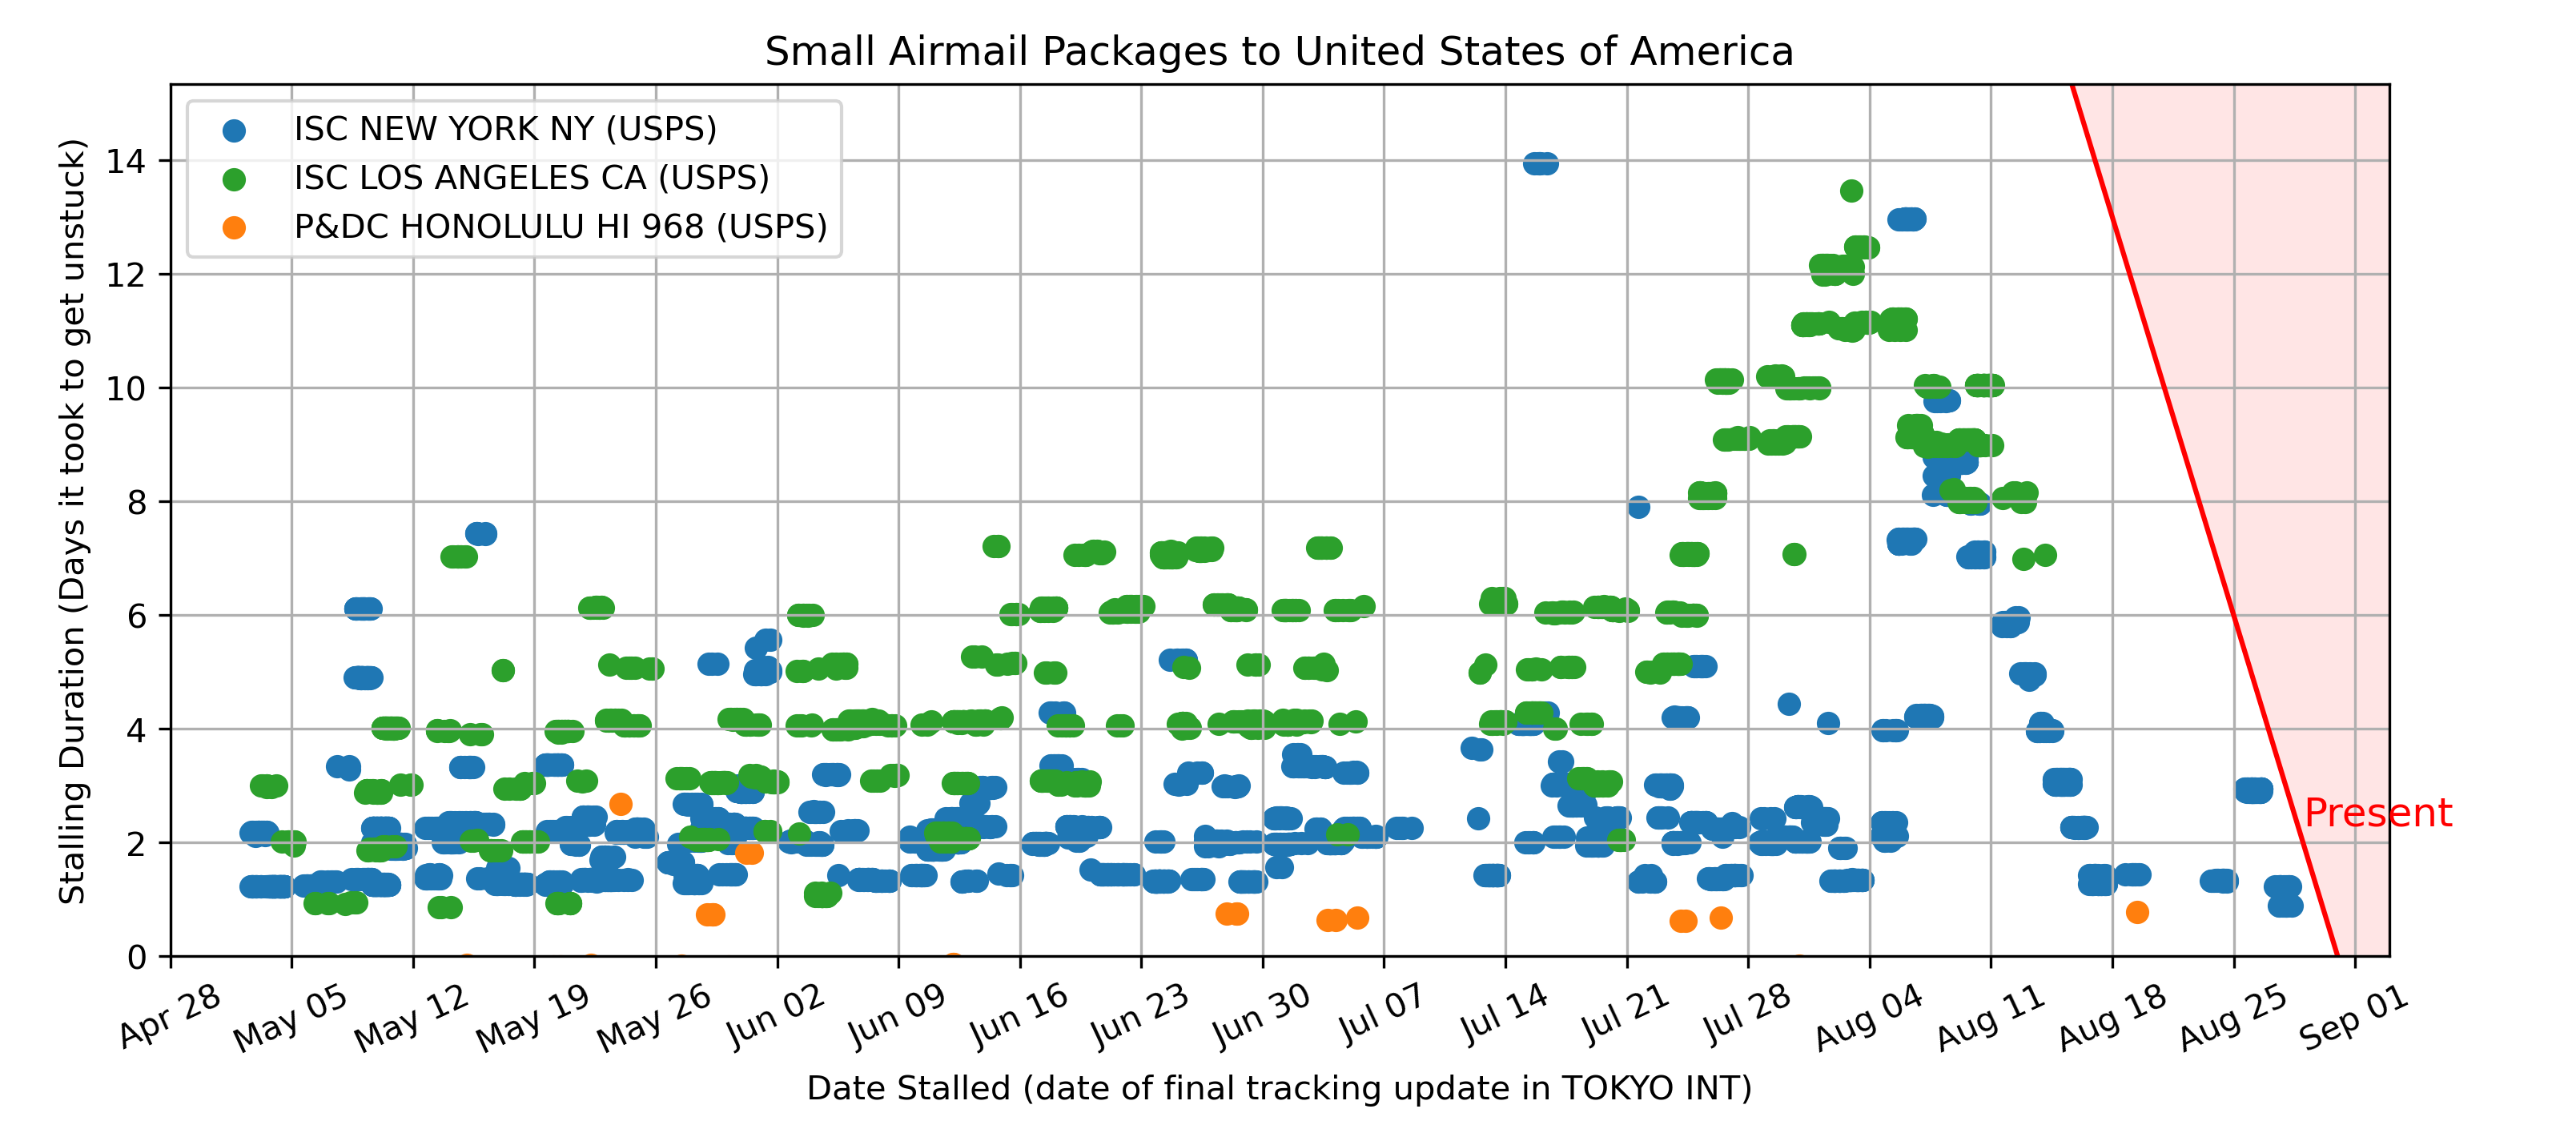 Small Airmail Packages to United States of America
ISC NEW YORK NY (USPS)
ISC LOS ANGELES CA (USPS)
P&DC HONOLULU HI 968 (USPS)
Stalling Duration (Days it took to get unstuck)
14
12
10
8
6
4
2
0
Present
Apr 28
May 05
May 12
May 19
May 26
Jun 02
Jun 09
Jun 16
Jun 23
Jun 30
Jul 07
Jul 14
Jul 21
Jul 28
Aug 04
Aug 11
Aug 18
Aug 25
Sep 01
Date Stalled (date of final tracking update in TOKYO INT)